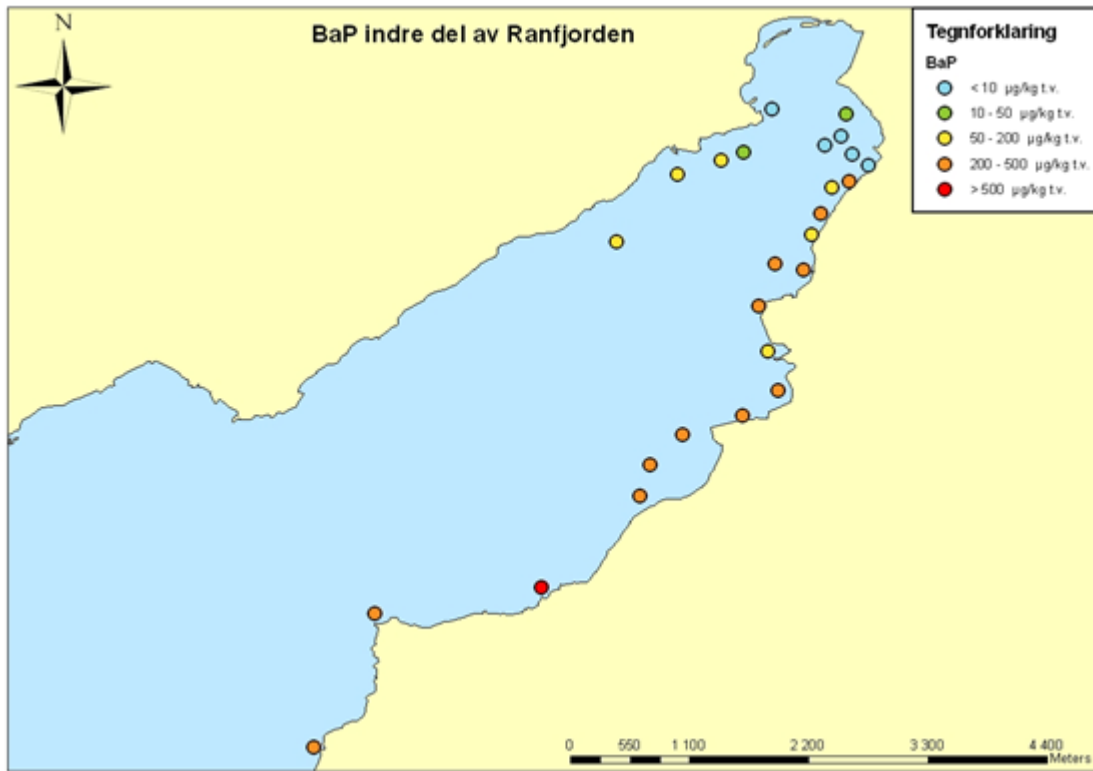 N
BaP indre del av Ranfjorden
Tegnforklaring
BaP
< 10 µg/kg t.v.
10 - 50 µg/kg t.v.
50 - 200 µg/kg t.v.
200 - 500 µg/kg t.v.
> 500 µg/kg t.v.
0 550 1 100 2 200 3 300 4 400
Meters